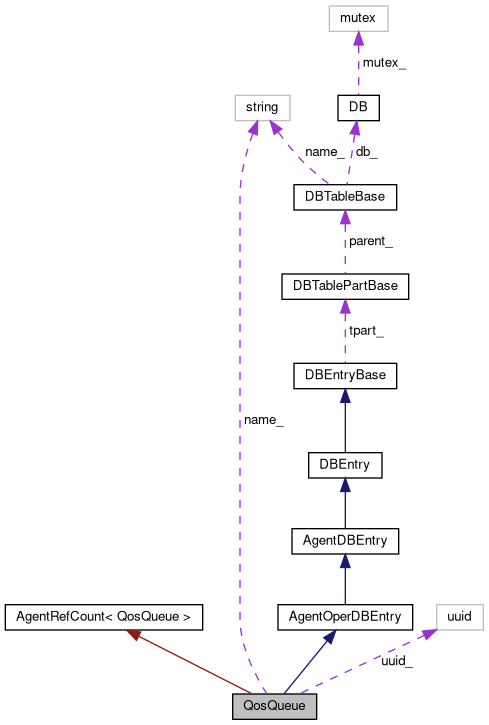 mutex
mutex_
string
DB
name_
db_
DBTableBase
parent_
DBTablePartBase
tpart_
DBEntryBase
name_
DBEntry
AgentDBEntry
AgentRefCount< QosQueue >
AgentOperDBEntry
uuid
uuid_
QosQueue